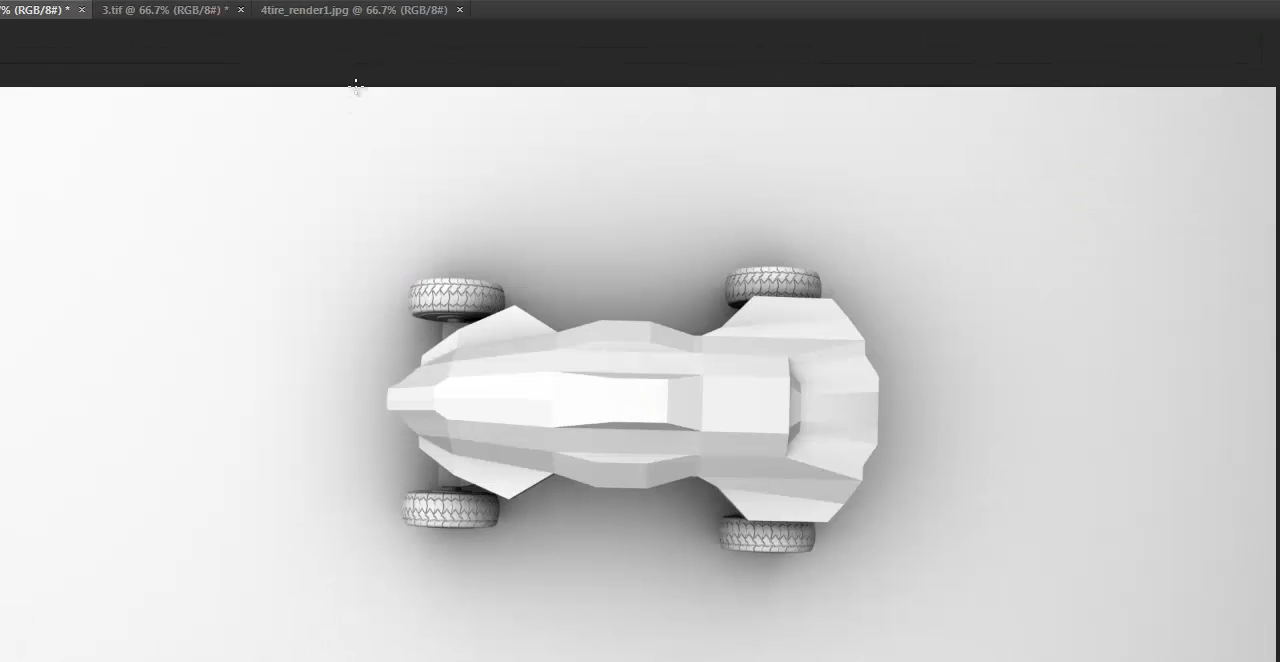 % (RGB/8#) * × 3.tif @ 66.7% (RGB/8#) * × 4tire_render1.jpg @ 66.7% (RGB/8#) ×